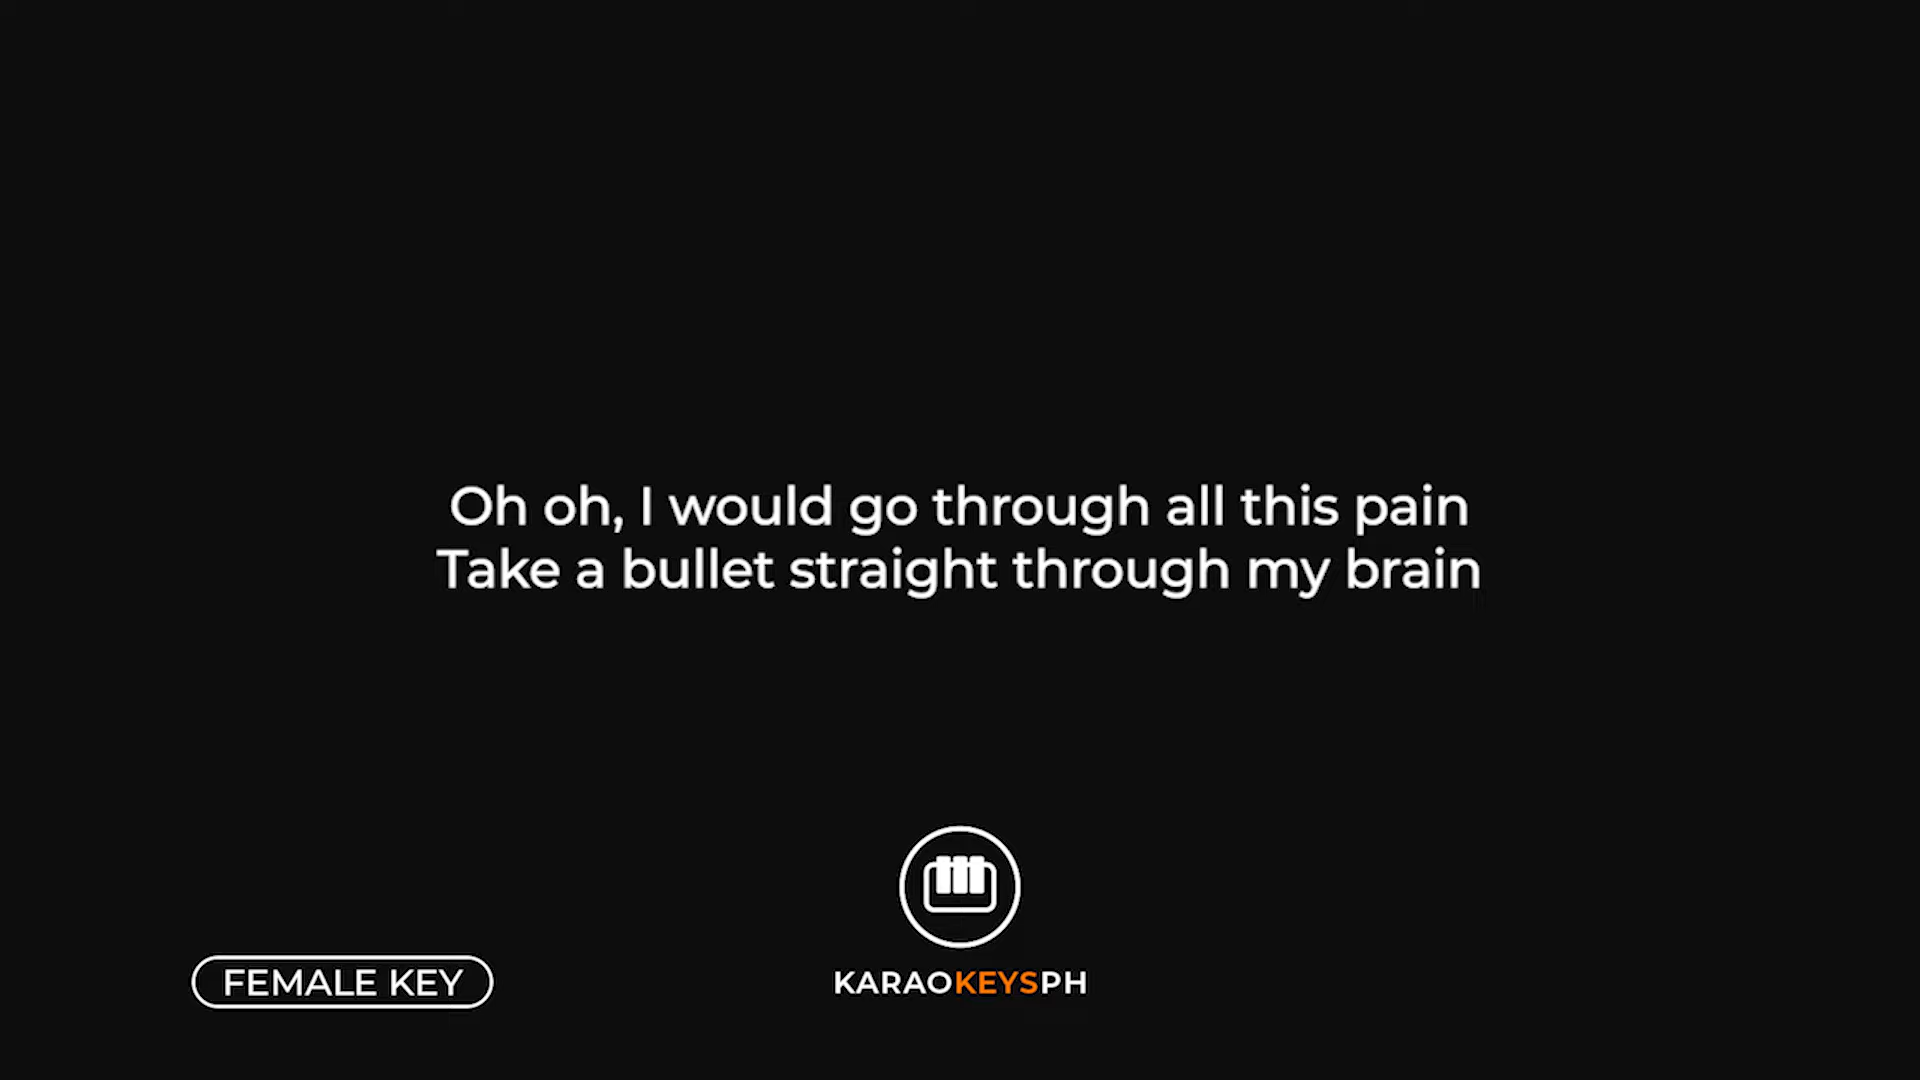 Oh oh, I would go through all this pain
Take a bullet straight through my brain
FEMALE KEY
KARAOKEYSPH